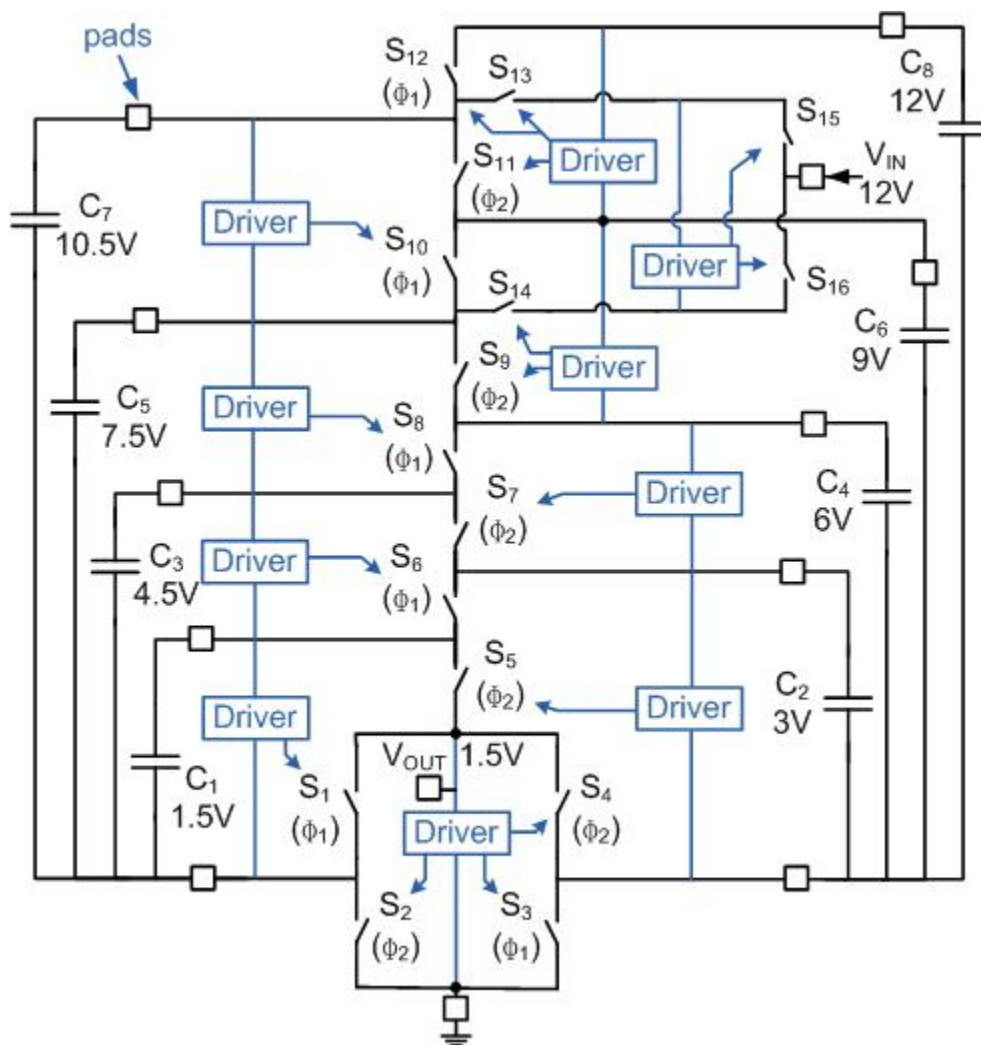 pads
S12
(Φ1)
S13
C8
12V
S15
VIN
12V
S11
(Φ2)
Driver
C7
10.5V
Driver
S10
(Φ1)
Driver
S14
S16
C6
9V
S9
(Φ2)
Driver
C5
7.5V
Driver
S8
(Φ1)
S7
(Φ2)
Driver
C4
6V
C3
4.5V
Driver
S6
(Φ1)
S5
(Φ2)
Driver
C2
3V
Driver
C1
1.5V
VOUT 1.5V
S1
(Φ1)
S4
(Φ2)
Driver
S2
(Φ2)
S3
(Φ1)